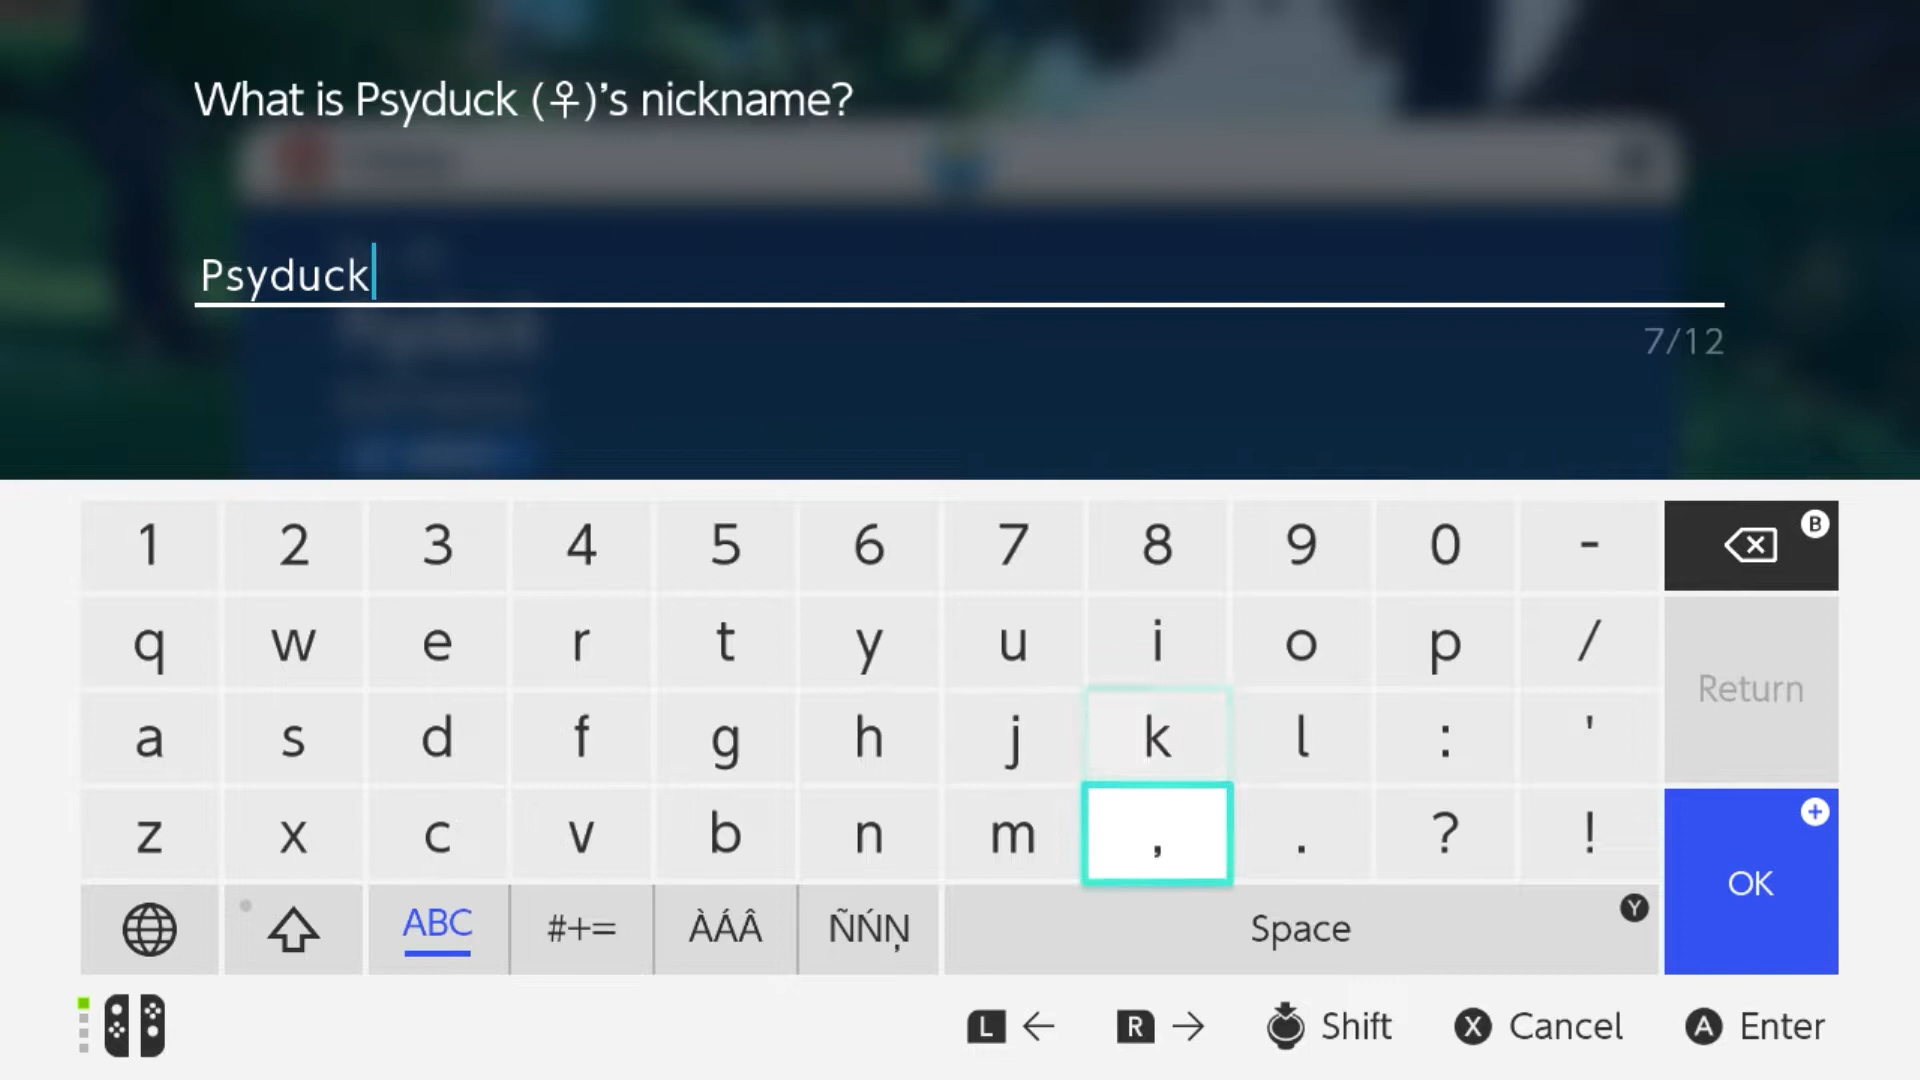 What is Psyduck (♀)'s nickname?
Psyduck
7/12
1 2 3 4 5 6 7 8 9 0 - B
q w e r t y u i o p /
Return
a s d f g h j k l : '
z x c v b n m , . ? ! +
OK
ABC #+= ÀÁÂ ÑŃŅ Space Y
L ← R → Shift X Cancel A Enter